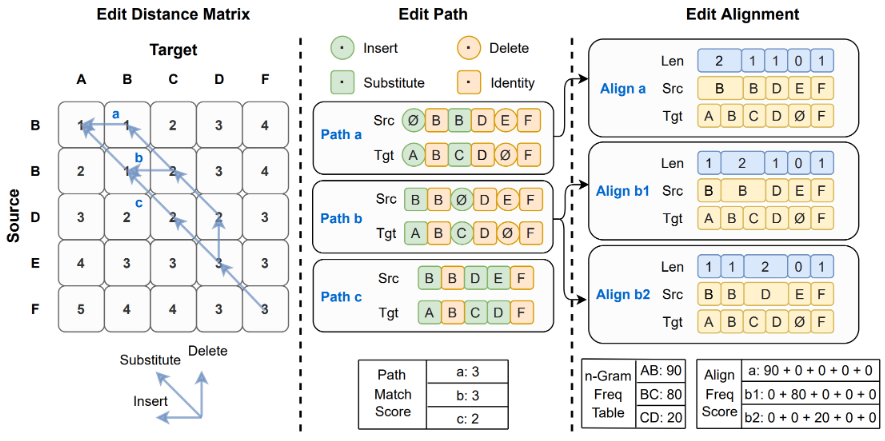 Edit Distance Matrix
Target
A B C D F
Source
B 1 1 2 3 4
B 2 1 2 3 4
D 3 2 2 2 3
E 4 3 3 3 3
F 5 4 4 3 3
a
b
c
Substitute
Delete
Insert
Edit Path
· Insert
· Delete
· Substitute
· Identity
Path a
Src Ø B B D E F
Tgt A B C D Ø F
Path b
Src B B Ø D E F
Tgt A B C D Ø F
Path c
Src B B D E F
Tgt A B C D F
Path Match Score
a: 3
b: 3
c: 2
Edit Alignment
Align a
Len 2 1 1 0 1
Src B B D E F
Tgt A B C D Ø F
Align b1
Len 1 2 1 0 1
Src B B D E F
Tgt A B C D Ø F
Align b2
Len 1 1 2 0 1
Src B B D E F
Tgt A B C D Ø F
n-Gram Freq Table
AB: 90
BC: 80
CD: 20
Align Freq Score
a: 90 + 0 + 0 + 0 + 0
b1: 0 + 80 + 0 + 0 + 0
b2: 0 + 0 + 20 + 0 + 0